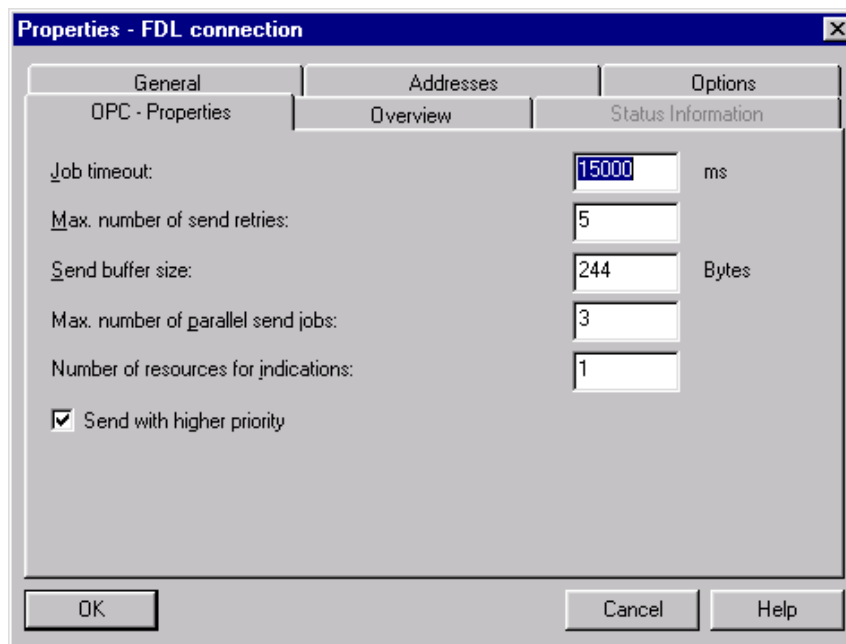 Properties - FDL connection
General Addresses Options
OPC - Properties Overview Status Information
Job timeout: 15000 ms
Max. number of send retries: 5
Send buffer size: 244 Bytes
Max. number of parallel send jobs: 3
Number of resources for indications: 1
Send with higher priority
OK Cancel Help